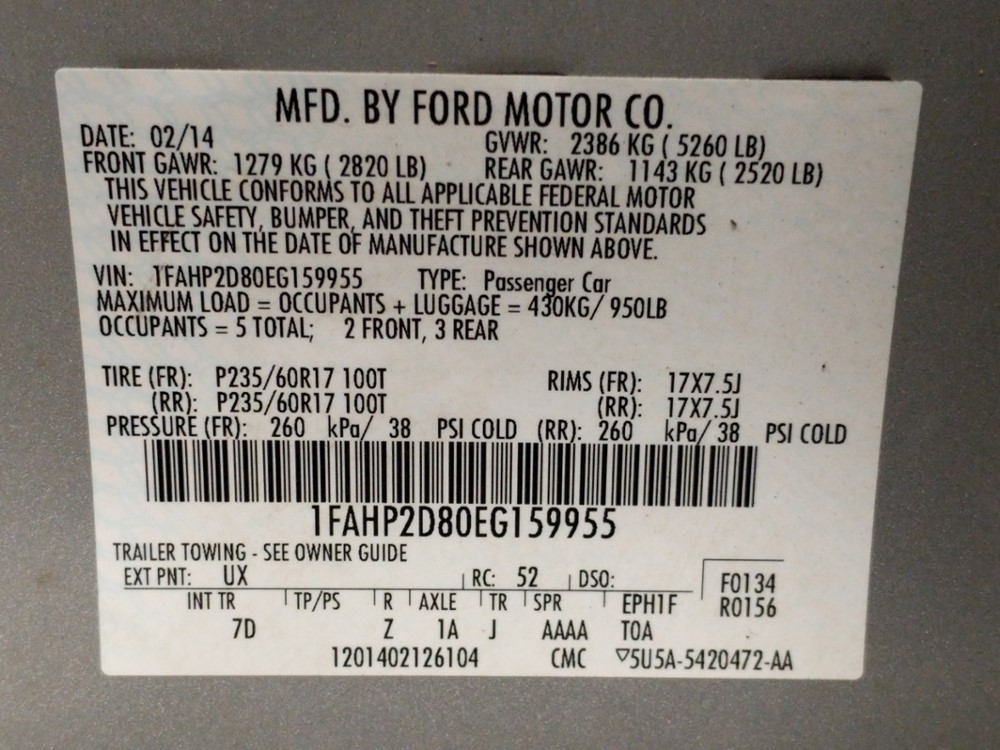 MFD. BY FORD MOTOR CO.
DATE: 02/14 GVWR: 2386 KG ( 5260 LB)
FRONT GAWR: 1279 KG ( 2820 LB) REAR GAWR: 1143 KG ( 2520 LB)
THIS VEHICLE CONFORMS TO ALL APPLICABLE FEDERAL MOTOR
VEHICLE SAFETY, BUMPER, AND THEFT PREVENTION STANDARDS
IN EFFECT ON THE DATE OF MANUFACTURE SHOWN ABOVE.
VIN: 1FAHP2D80EG159955 TYPE: Passenger Car
MAXIMUM LOAD = OCCUPANTS + LUGGAGE = 430KG/ 950LB
OCCUPANTS = 5 TOTAL; 2 FRONT, 3 REAR
TIRE (FR): P235/60R17 100T RIMS (FR): 17X7.5J
(RR): P235/60R17 100T (RR): 17X7.5J
PRESSURE (FR): 260 kPa/ 38 PSI COLD (RR): 260 kPa/ 38 PSI COLD
1FAHP2D80EG159955
TRAILER TOWING - SEE OWNER GUIDE
EXT PNT: UX RC: 52 DSO: F0134
INT TR TP/PS R AXLE TR SPR EPH1F R0156
7D Z 1A J AAAA T0A
1201402126104 CMC ▽5U5A-5420472-AA